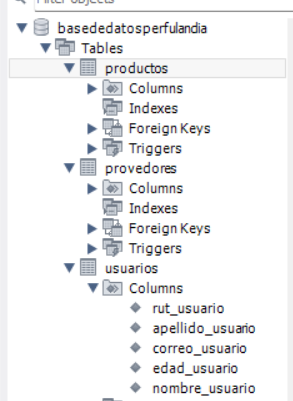 Filter objects
basededatosperfulandia
Tables
productos
Columns
Indexes
Foreign Keys
Triggers
provedores
Columns
Indexes
Foreign Keys
Triggers
usuarios
Columns
rut_usuario
apellido_usuario
correo_usuario
edad_usuario
nombre_usuario